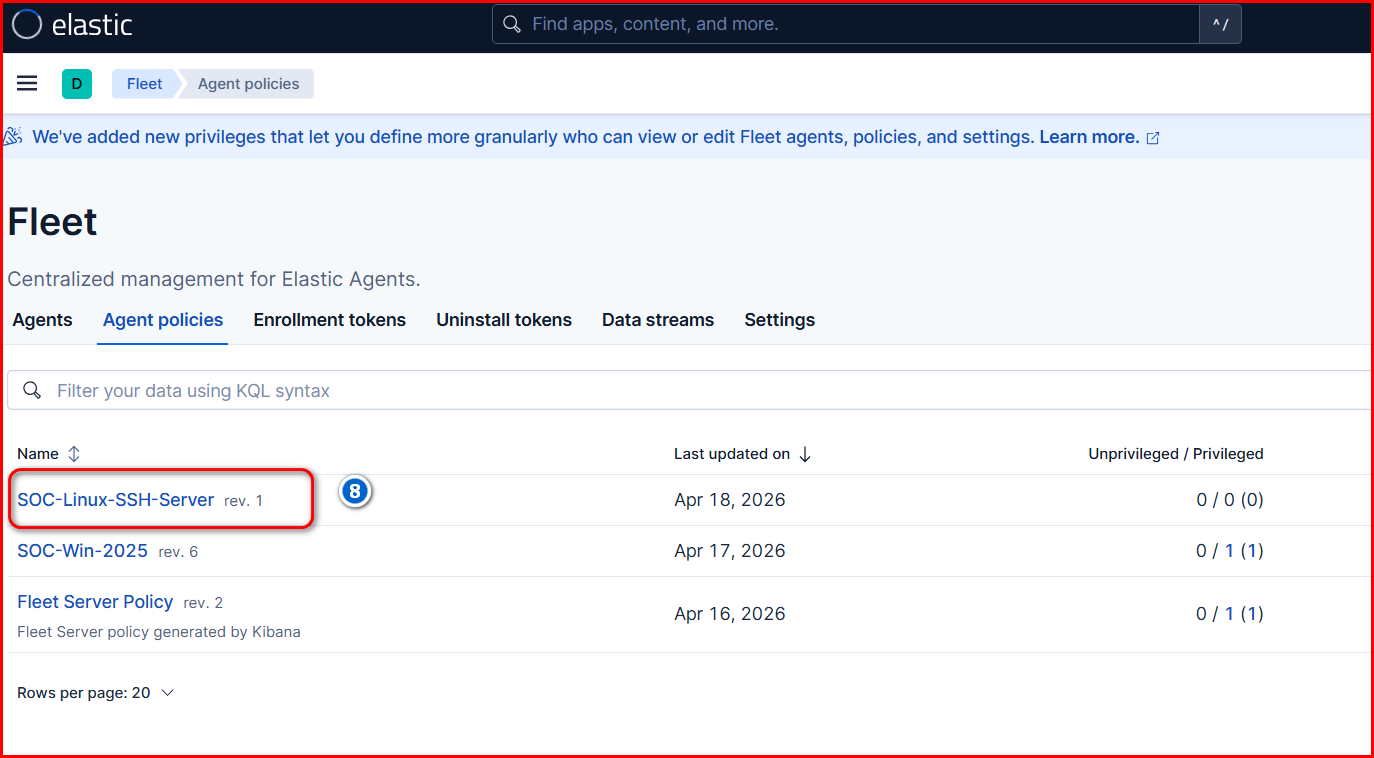 elastic
Find apps, content, and more.
^ /
D
Fleet
Agent policies
We've added new privileges that let you define more granularly who can view or edit Fleet agents, policies, and settings. Learn more.
Fleet
Centralized management for Elastic Agents.
Agents Agent policies Enrollment tokens Uninstall tokens Data streams Settings
Filter your data using KQL syntax
Name Last updated on Unprivileged / Privileged
SOC-Linux-SSH-Server rev. 1 8 Apr 18, 2026 0 / 0 (0)
SOC-Win-2025 rev. 6 Apr 17, 2026 0 / 1 (1)
Fleet Server Policy rev. 2 Apr 16, 2026 0 / 1 (1)
Fleet Server policy generated by Kibana
Rows per page: 20